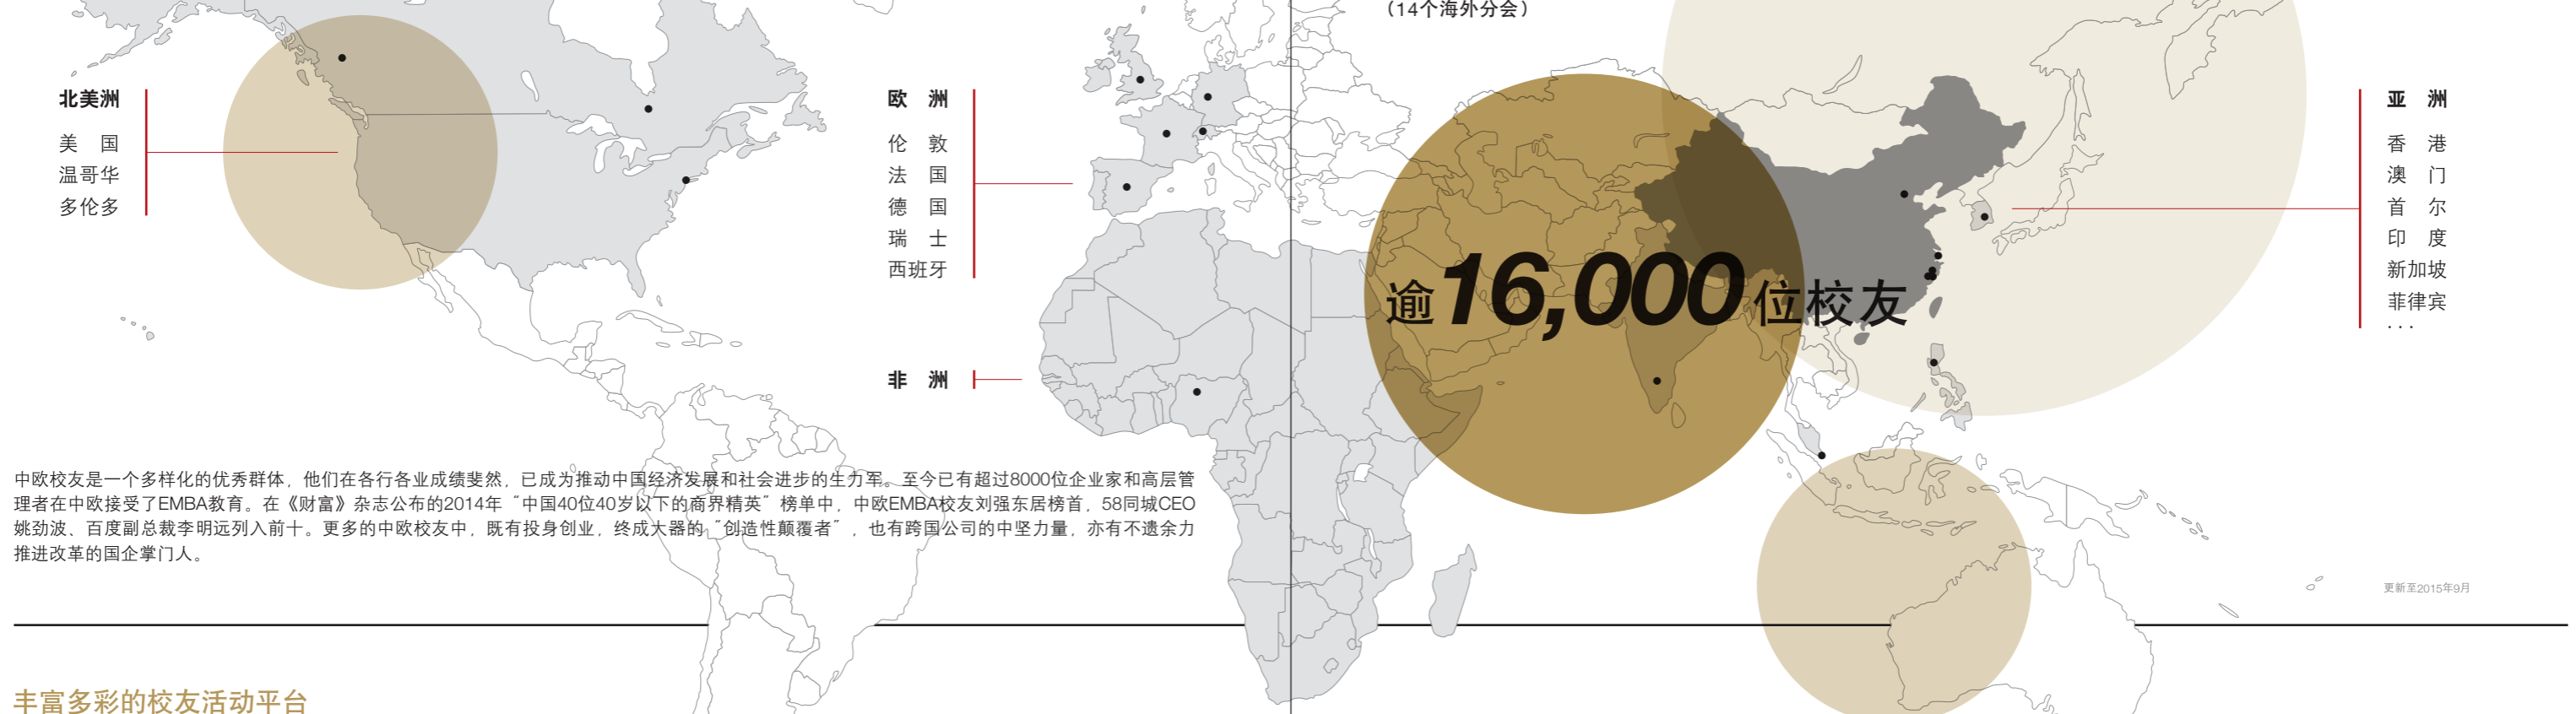 （14个海外分会）
北美洲
美 国
温哥华
多伦多
欧 洲
伦 敦
法 国
德 国
瑞 士
西班牙
非 洲
逾16,000位校友
亚 洲
香 港
澳 门
首 尔
印 度
新加坡
菲律宾
...
中欧校友是一个多样化的优秀群体，他们在各行各业成绩斐然，已成为推动中国经济发展和社会进步的生力军。至今已有超过8000位企业家和高层管
理者在中欧接受了EMBA教育。在《财富》杂志公布的2014年“中国40位40岁以下的商界精英”榜单中，中欧EMBA校友刘强东居榜首，58同城CEO
姚劲波、百度副总裁李明远列入前十。更多的中欧校友中，既有投身创业，终成大器的“创造性颠覆者”，也有跨国公司的中坚力量，亦有不遗余力
推进改革的国企掌门人。
更新至2015年9月
丰富多彩的校友活动平台